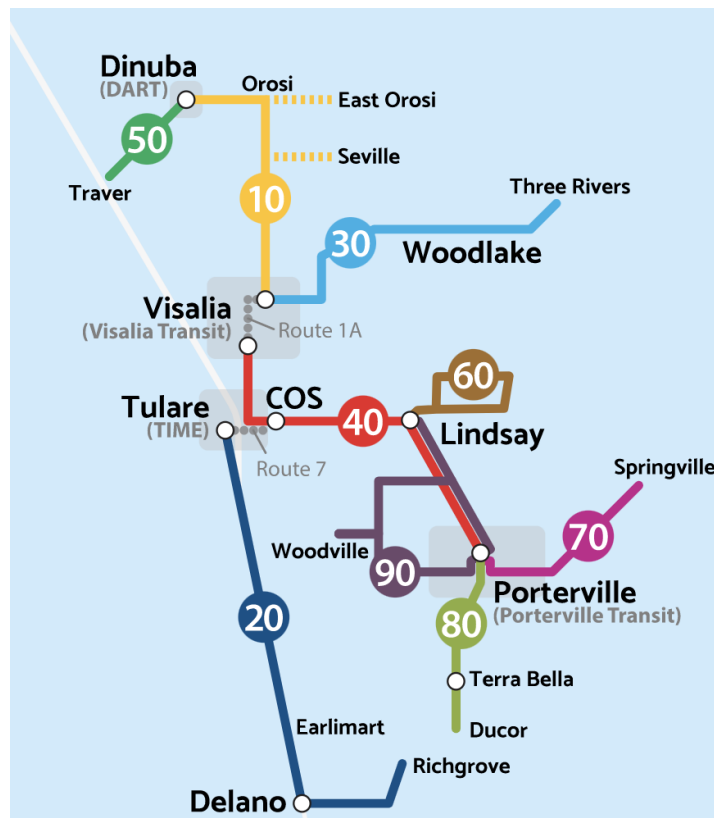 Dinuba
(DART)
Orosi
East Orosi
50
Seville
Traver
10
Three Rivers
30
Woodlake
Visalia
(Visalia Transit)
Route 1A
60
Tulare
(TIME)
COS
40
Lindsay
Route 7
Springville
70
Woodville
90
Porterville
(Porterville Transit)
20
80
Terra Bella
Earlimart
Ducor
Richgrove
Delano